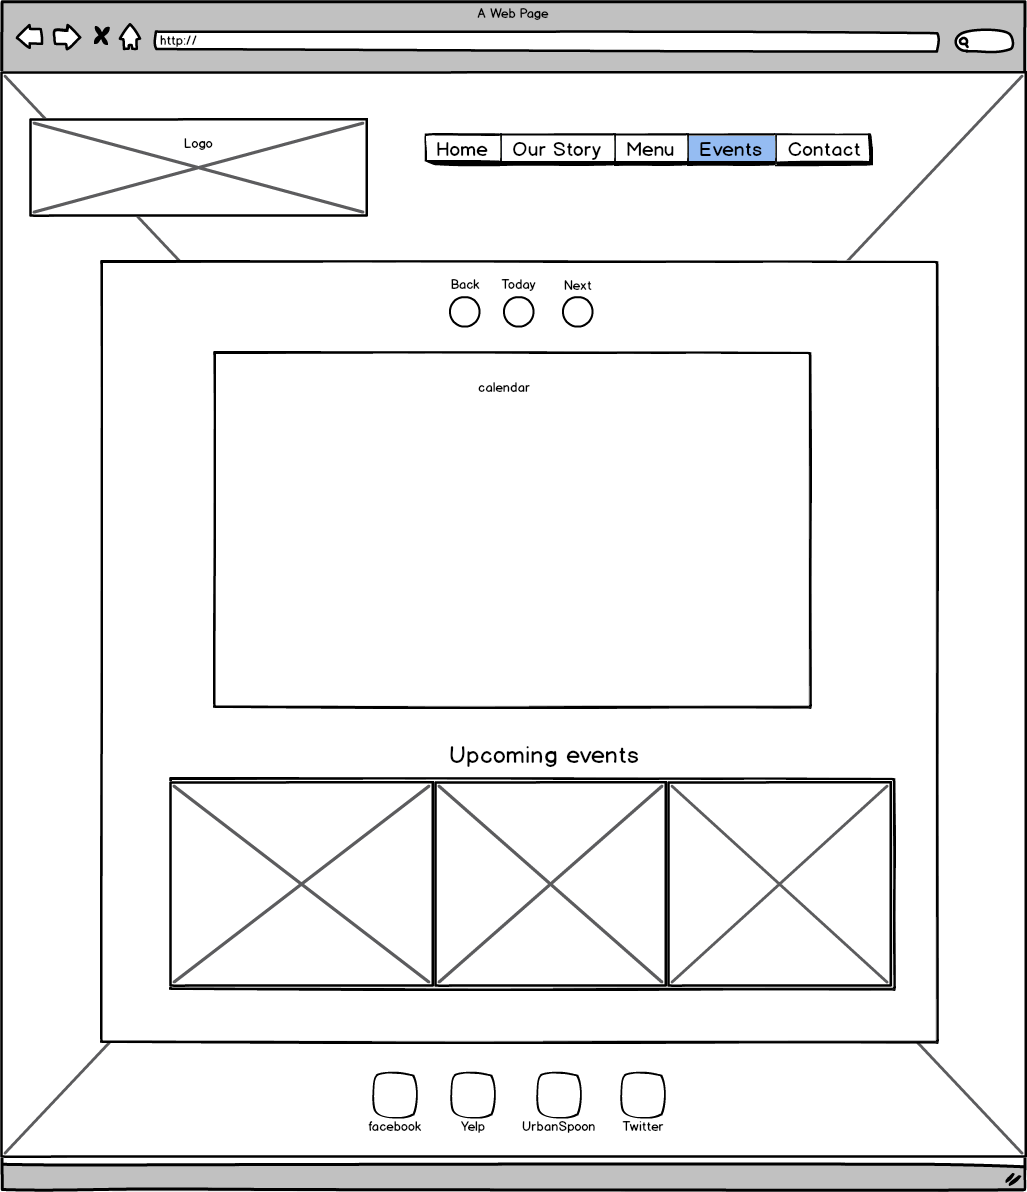 A Web Page
http://
Logo
Home Our Story Menu Events Contact
Back Today Next
calendar
Upcoming events
facebook Yelp UrbanSpoon Twitter